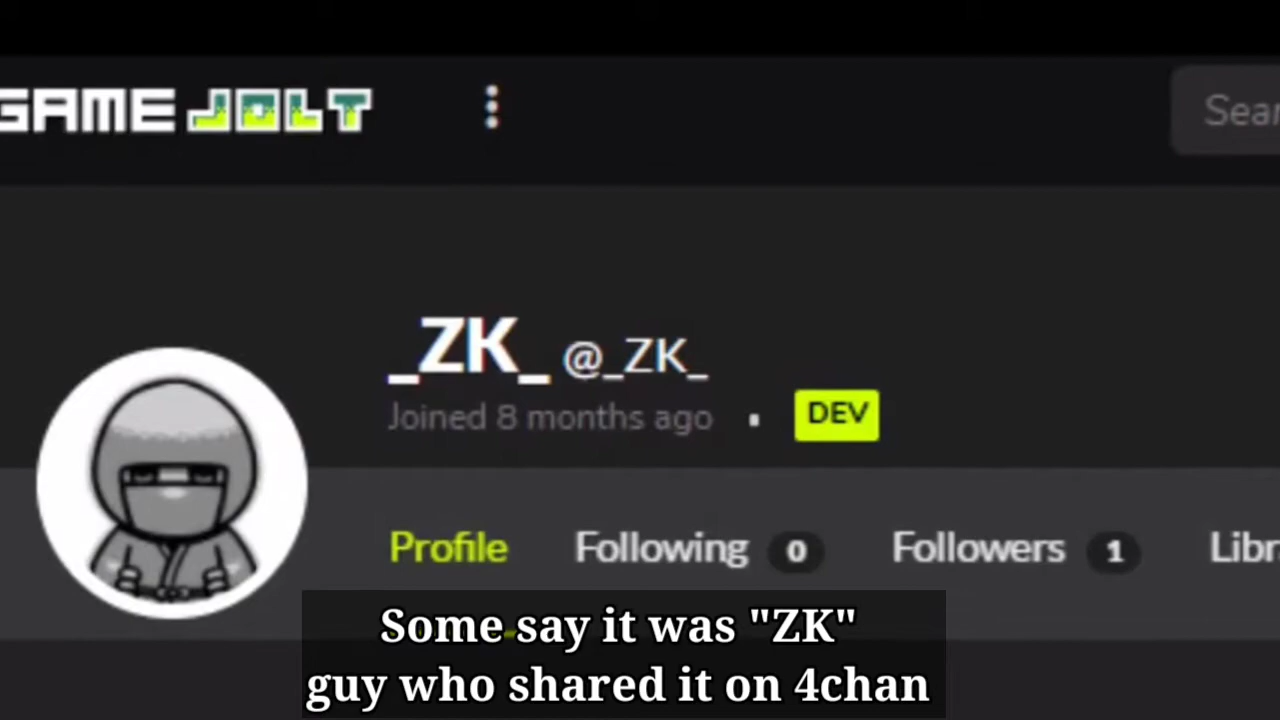 GAME JOLT
Sear
_ZK_ @_ZK_
Joined 8 months ago · DEV
Profile Following 0 Followers 1 Libr
Some say it was "ZK"
guy who shared it on 4chan